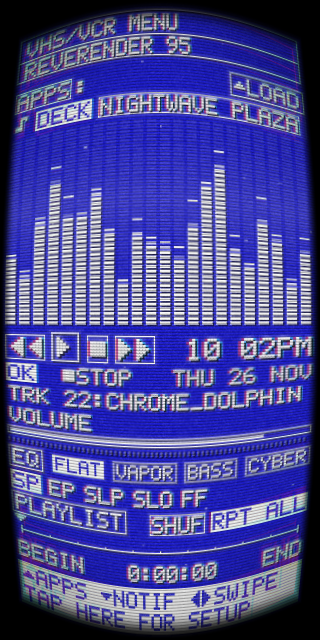 VHS/VCR MENU
REVERENDER 95
APPS: ▲LOAD
♪ DECK NIGHTWAVE PLAZA
10 02PM
OK ■STOP THU 26 NOV
TRK 22:CHROME_DOLPHIN
VOLUME
EQ FLAT VAPOR BASS CYBER
SP EP SLP SLO FF
PLAYLIST SHUF RPT ALL
BEGIN 0:00:00 END
▲APPS ▼NOTIF ◀▶SWIPE
TAP HERE FOR SETUP